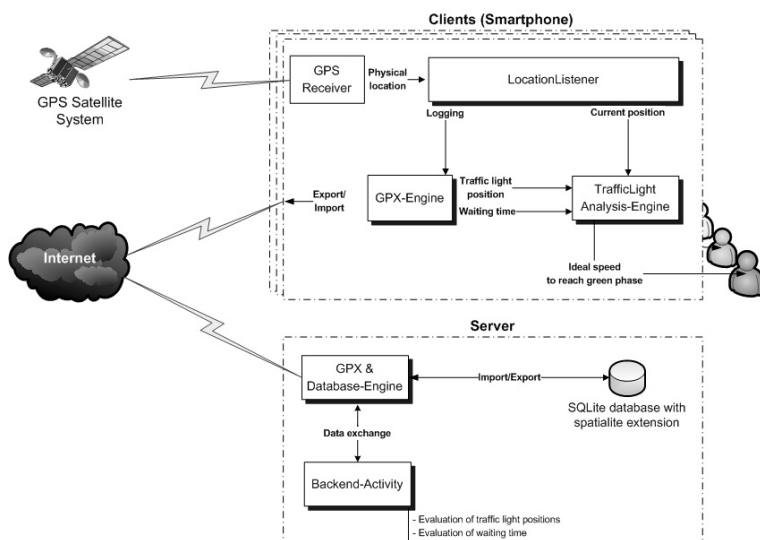 Clients (Smartphone)
GPS Satellite
System
GPS
Receiver
Physical
location
LocationListener
Logging
Current position
Export/
Import
GPX-Engine
Traffic light
position
Waiting time
TrafficLight
Analysis-Engine
Internet
Ideal speed
to reach green phase
Server
GPX &
Database-Engine
Import/Export
SQLite database with
spatialite extension
Data exchange
Backend-Activity
- Evaluation of traffic light positions
- Evaluation of waiting time